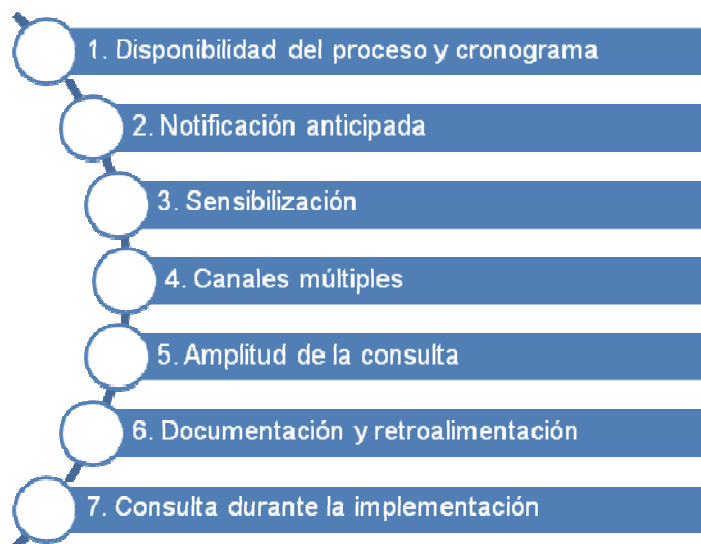 1. Disponibilidad del proceso y cronograma
2. Notificación anticipada
3. Sensibilización
4. Canales múltiples
5. Amplitud de la consulta
6. Documentación y retroalimentación
7. Consulta durante la implementación